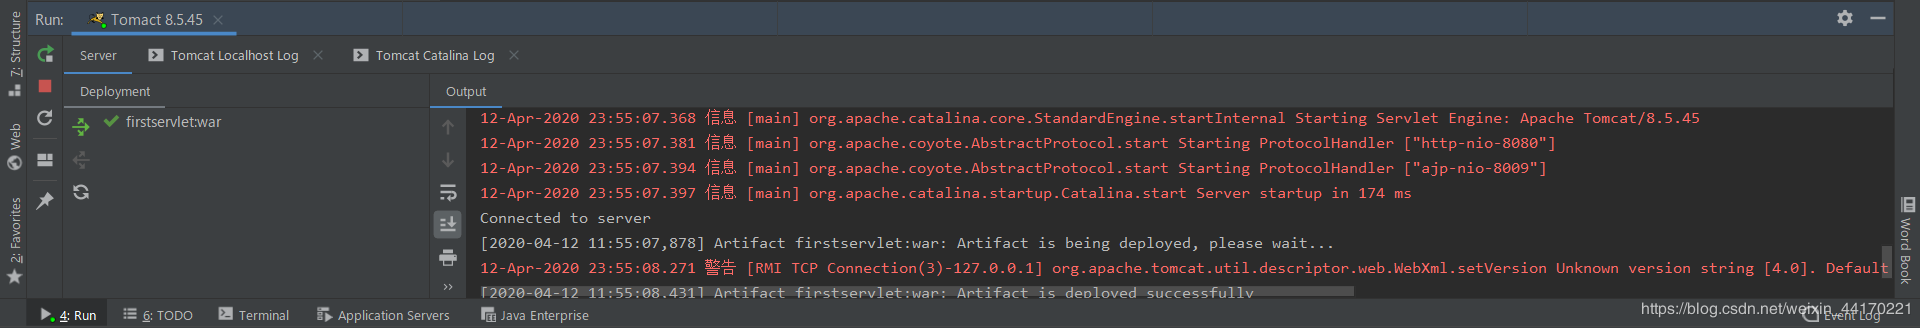 Run: Tomact 8.5.45
7: Structure
Server Tomcat Localhost Log Tomcat Catalina Log
Deployment Output
firstservlet:war
12-Apr-2020 23:55:07.368 信息 [main] org.apache.catalina.core.StandardEngine.startInternal Starting Servlet Engine: Apache Tomcat/8.5.45
12-Apr-2020 23:55:07.381 信息 [main] org.apache.coyote.AbstractProtocol.start Starting ProtocolHandler ["http-nio-8080"]
12-Apr-2020 23:55:07.394 信息 [main] org.apache.coyote.AbstractProtocol.start Starting ProtocolHandler ["ajp-nio-8009"]
12-Apr-2020 23:55:07.397 信息 [main] org.apache.catalina.startup.Catalina.start Server startup in 174 ms
Connected to server
[2020-04-12 11:55:07,878] Artifact firstservlet:war: Artifact is being deployed, please wait...
12-Apr-2020 23:55:08.271 警告 [RMI TCP Connection(3)-127.0.0.1] org.apache.tomcat.util.descriptor.web.WebXml.setVersion Unknown version string [4.0]. Default
[2020-04-12 11:55:08,431] Artifact firstservlet:war: Artifact is deployed successfully
Web
2: Favorites
Word Book
4: Run 6: TODO Terminal Application Servers Java Enterprise Event Log
https://blog.csdn.net/weixin_44170221